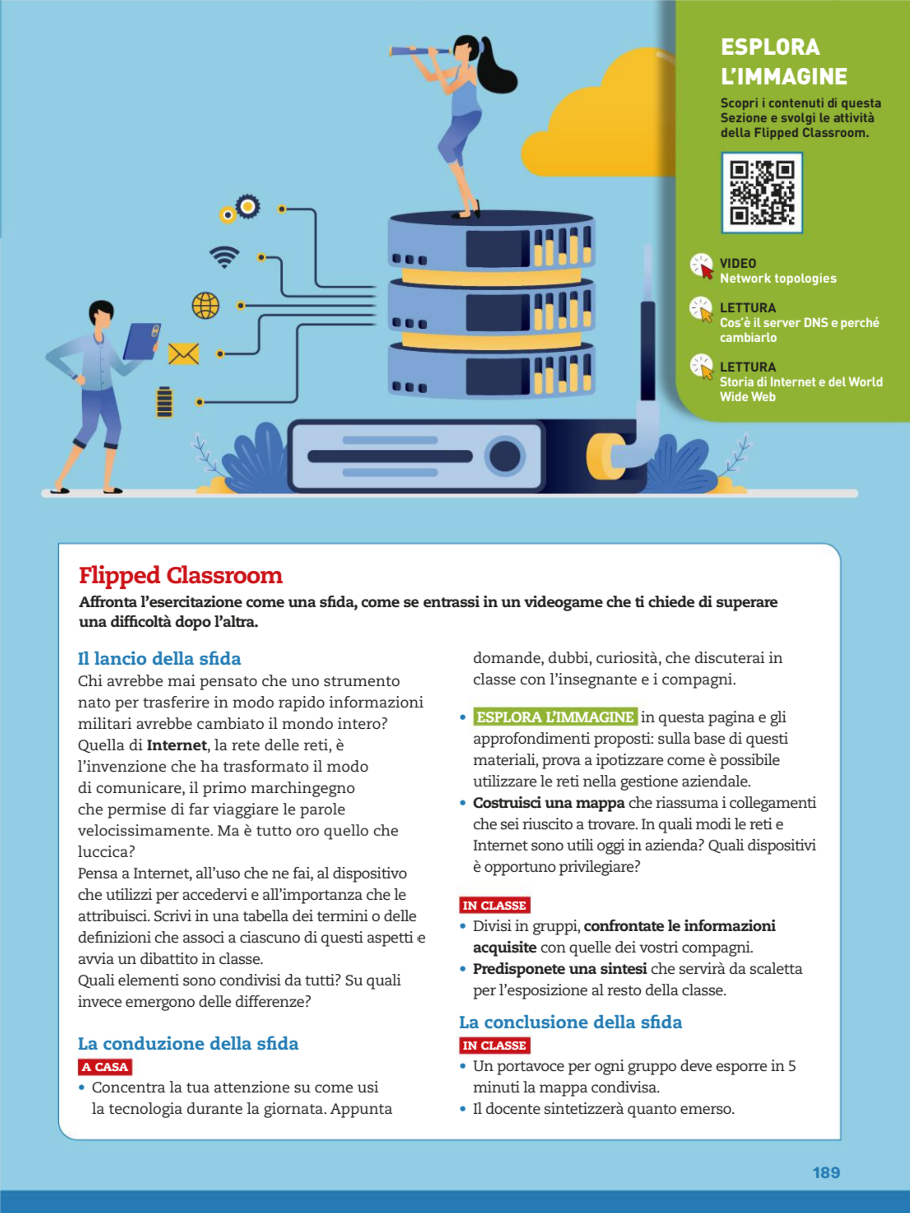 ESPLORA
L'IMMAGINE
Scopri i contenuti di questa
Sezione e svolgi le attività
della Flipped Classroom.
VIDEO
Network topologies
LETTURA
Cos'è il server DNS e perché
cambiarlo
LETTURA
Storia di Internet e del World
Wide Web
Flipped Classroom
Affronta l'esercitazione come una sfida, come se entrassi in un videogame che ti chiede di superare
una difficoltà dopo l'altra.
Il lancio della sfida
Chi avrebbe mai pensato che uno strumento
nato per trasferire in modo rapido informazioni
militari avrebbe cambiato il mondo intero?
Quella di Internet, la rete delle reti, è
l'invenzione che ha trasformato il modo
di comunicare, il primo marchingegno
che permise di far viaggiare le parole
velocissimamente. Ma è tutto oro quello che
luccica?
Pensa a Internet, all'uso che ne fai, al dispositivo
che utilizzi per accedervi e all'importanza che le
attribuisci. Scrivi in una tabella dei termini o delle
definizioni che associ a ciascuno di questi aspetti e
avvia un dibattito in classe.
Quali elementi sono condivisi da tutti? Su quali
invece emergono delle differenze?
La conduzione della sfida
A CASA
• Concentra la tua attenzione su come usi
la tecnologia durante la giornata. Appunta
domande, dubbi, curiosità, che discuterai in
classe con l'insegnante e i compagni.
• ESPLORA L'IMMAGINE in questa pagina e gli
approfondimenti proposti: sulla base di questi
materiali, prova a ipotizzare come è possibile
utilizzare le reti nella gestione aziendale.
• Costruisci una mappa che riassuma i collegamenti
che sei riuscito a trovare. In quali modi le reti e
Internet sono utili oggi in azienda? Quali dispositivi
è opportuno privilegiare?
IN CLASSE
• Divisi in gruppi, confrontate le informazioni
acquisite con quelle dei vostri compagni.
• Predisponete una sintesi che servirà da scaletta
per l'esposizione al resto della classe.
La conclusione della sfida
IN CLASSE
• Un portavoce per ogni gruppo deve esporre in 5
minuti la mappa condivisa.
• Il docente sintetizzerà quanto emerso.
189